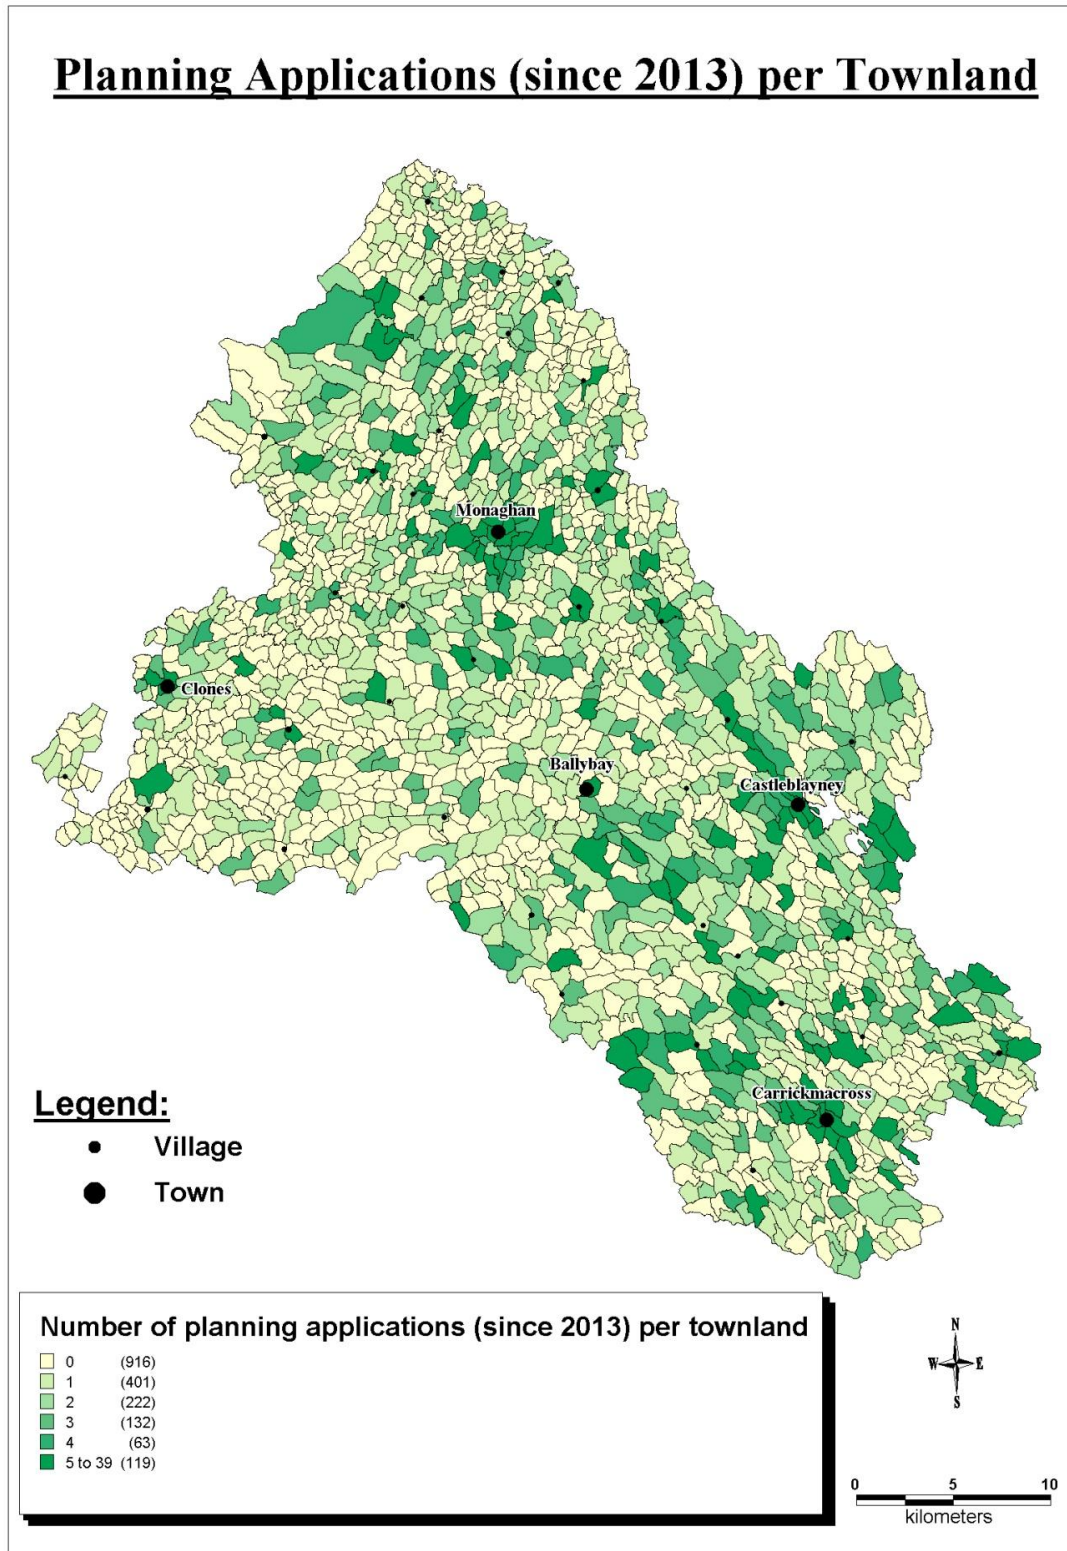 Planning Applications (since 2013) per Townland
Monaghan
Clones
Ballybay
Castleblayney
Carrickmacross
Legend:
Village
Town
Number of planning applications (since 2013) per townland
0 (916)
1 (401)
2 (222)
3 (132)
4 (63)
5 to 39 (119)
N
W E
S
0 5 10
kilometers